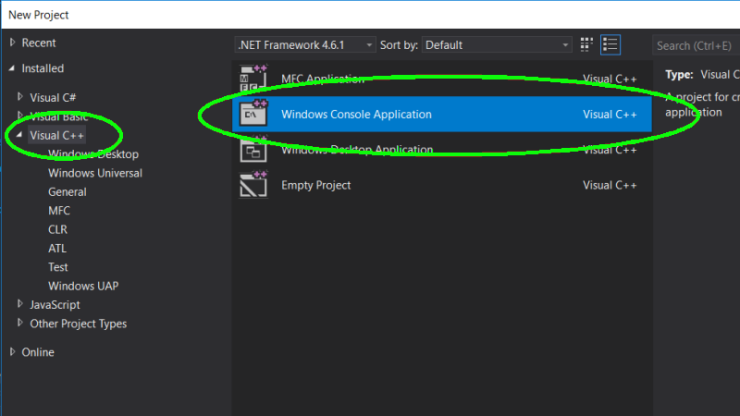 New Project
Recent
Installed
Visual C#
Visual Basic
Visual C++
Windows Desktop
Windows Universal
General
MFC
CLR
ATL
Test
Windows UAP
JavaScript
Other Project Types
Online
.NET Framework 4.6.1 Sort by: Default
MFC Application Visual C++
Windows Console Application Visual C++
Windows Desktop Application Visual C++
Empty Project Visual C++
Search (Ctrl+E)
Type: Visual C
A project for cr
application